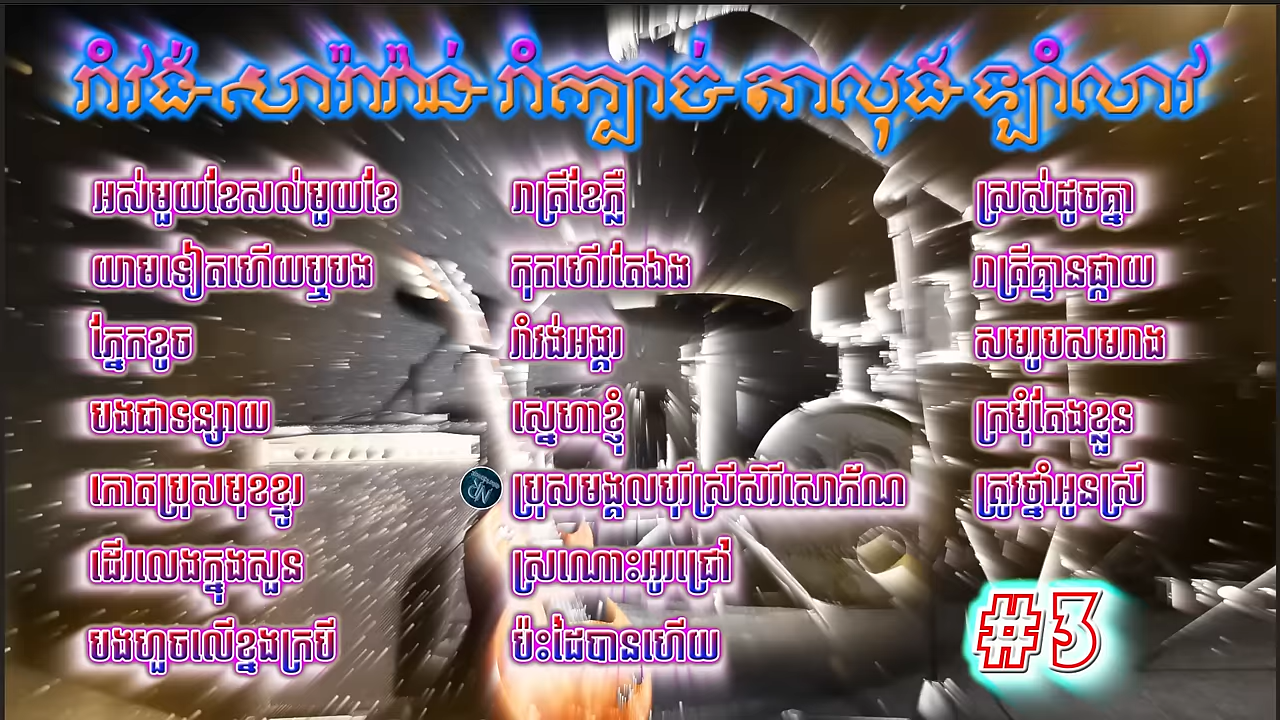 រាំវង់-សារ៉ាវ៉ាន់-រាំក្បាច់-តាលុង-ឡាំលាវ
អស់មួយខែសល់មួយខែ
យាមទៀតហើយឬបង
ភ្នែកខូច
បងជាទន្សាយ
កោតប្រុសមុខខ្មូរ
ដើរលេងក្នុងសួន
បងហួចលើខ្នងក្របី
រាត្រីខែភ្លឺ
កុកហើរតែឯង
រាំវង់អង្គរ
ស្នេហាខ្ញុំ
ប្រុសមង្គលបុរីស្រីសិរីសោភ័ណ
ស្រណោះអូរជ្រៅ
ប៉ះដៃបានហើយ
ស្រស់ដូចគ្នា
រាត្រីគ្មានផ្កាយ
សមរូបសមរាង
ក្រមុំតែងខ្លួន
ត្រូវថ្នាំអូនស្រី
#3